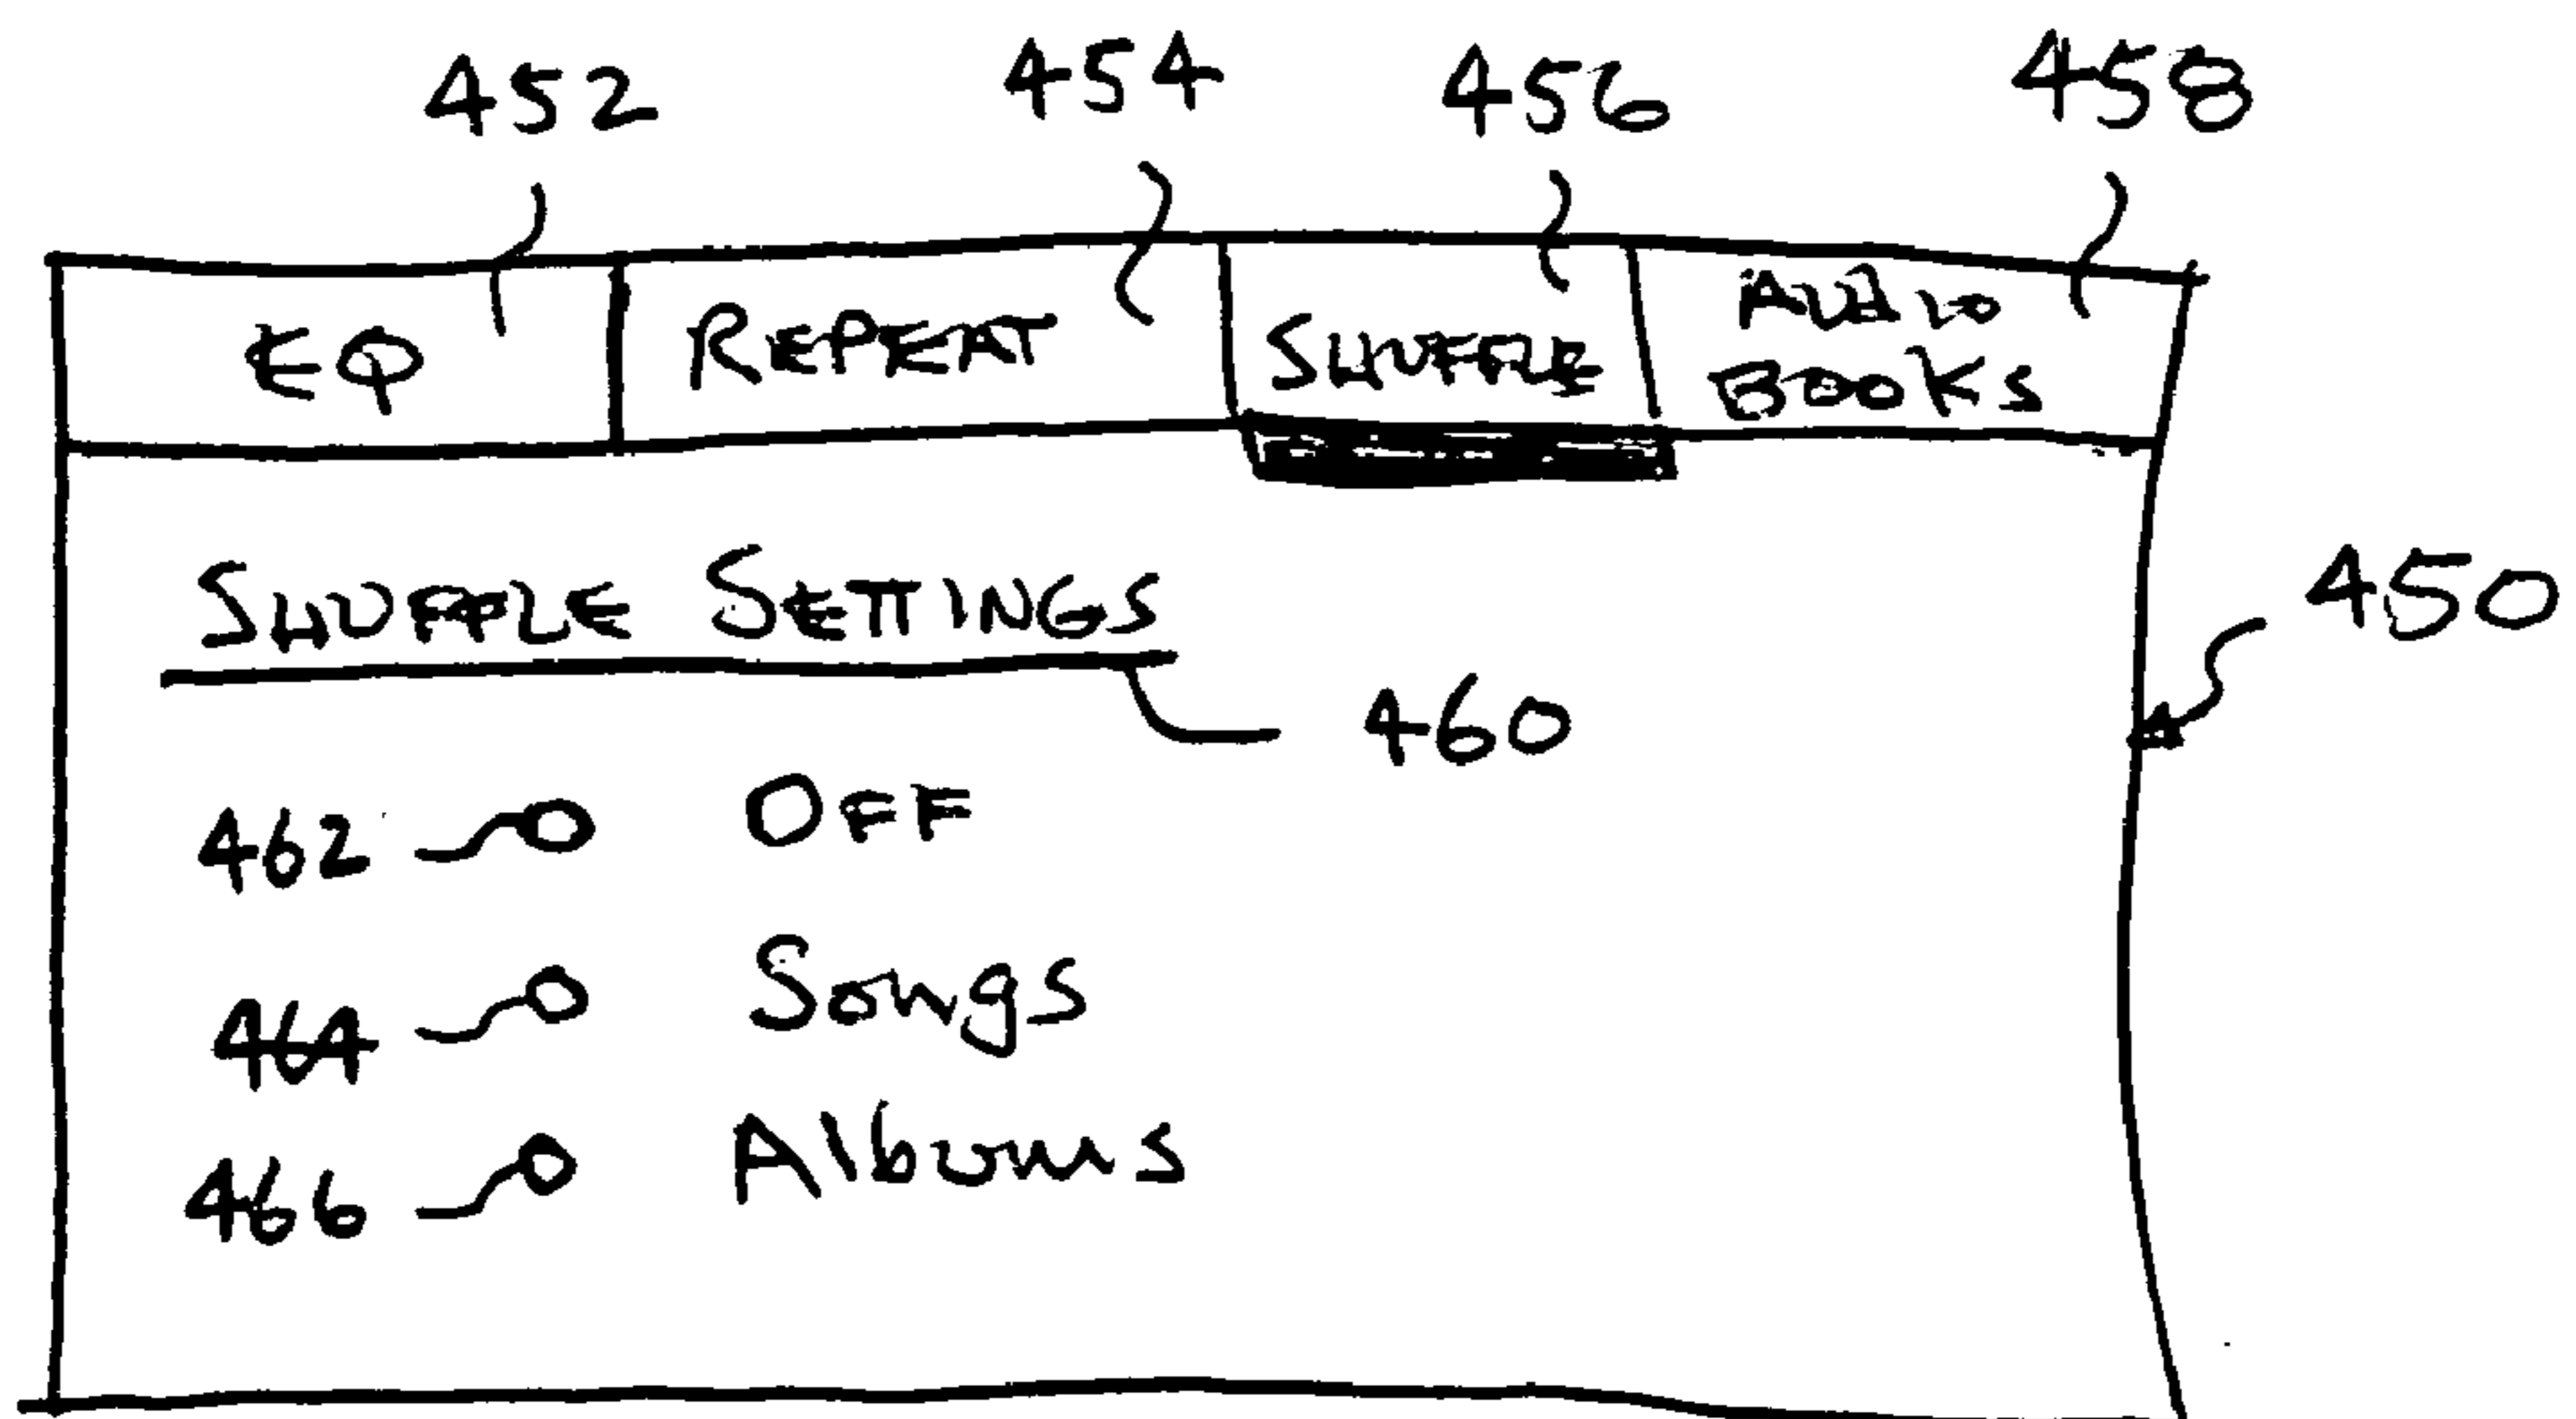 452 454 456 458
EQ REPEAT SHUFFLE AUDIO BOOKS
SHUFFLE SETTINGS
450
460
462 OFF
464 Songs
466 Albums